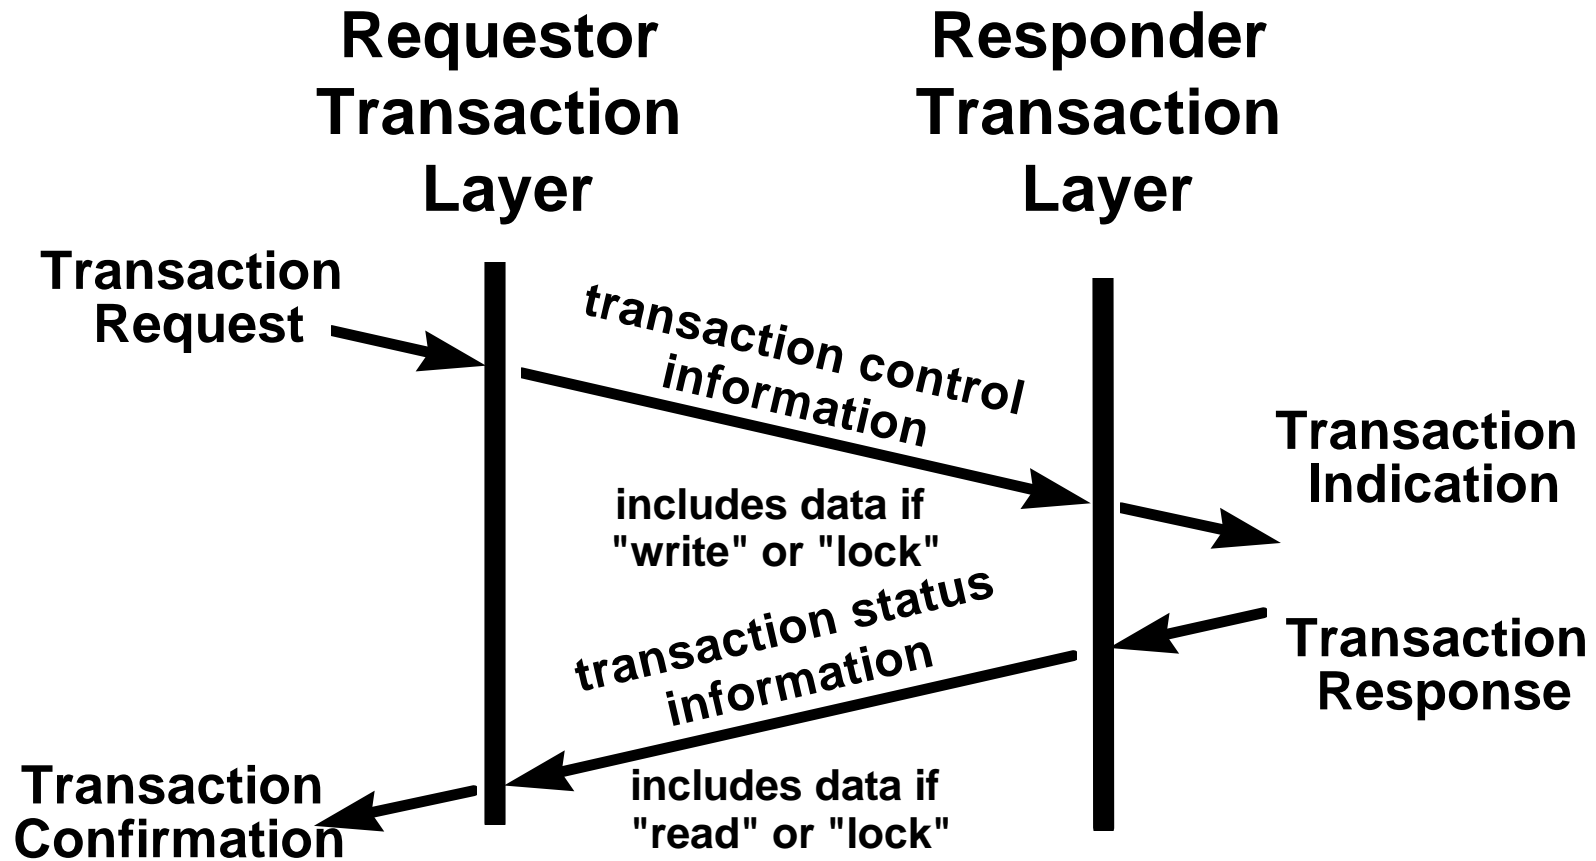 Requestor
Transaction
Layer
Responder
Transaction
Layer
Transaction
Request
transaction control
information
includes data if
"write" or "lock"
Transaction
Indication
transaction status
information
Transaction
Response
includes data if
"read" or "lock"
Transaction
Confirmation